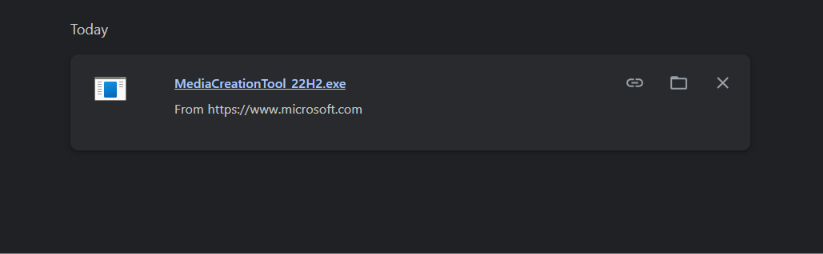 Today
MediaCreationTool_22H2.exe
From https://www.microsoft.com